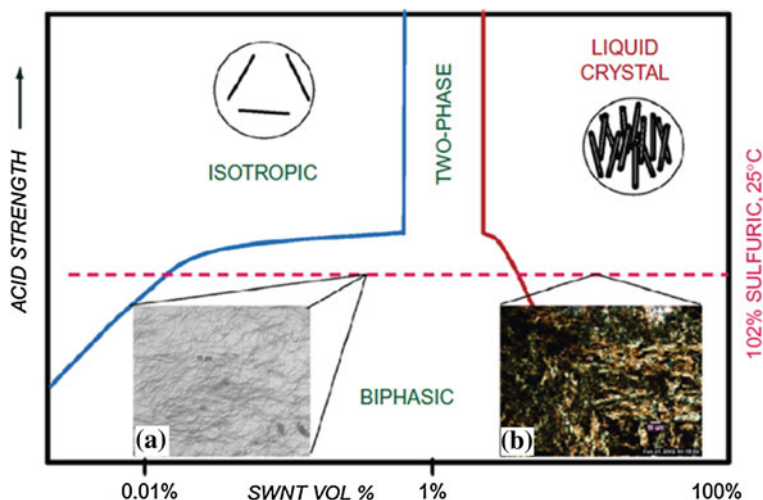 ACID STRENGTH
ISOTROPIC
TWO-PHASE
LIQUID
CRYSTAL
102% SULFURIC, 25°C
BIPHASIC
(a)
(b)
0.01%
SWNT VOL %
1%
100%